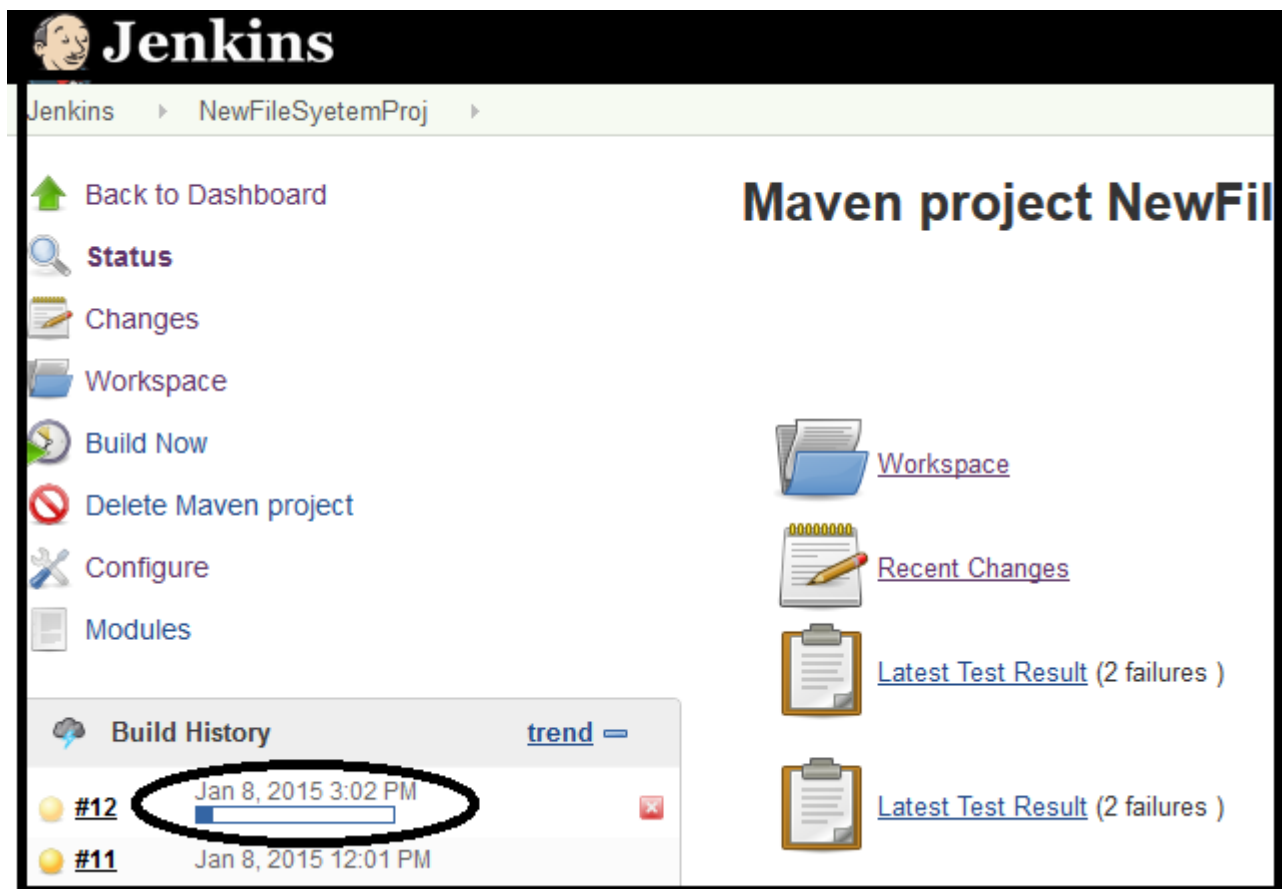 Jenkins
Jenkins NewFileSyetemProj
Back to Dashboard
Status
Changes
Workspace
Build Now
Delete Maven project
Configure
Modules
Build History trend
#12 Jan 8, 2015 3:02 PM
#11 Jan 8, 2015 12:01 PM
Maven project NewFil
Workspace
Recent Changes
Latest Test Result (2 failures )
Latest Test Result (2 failures )